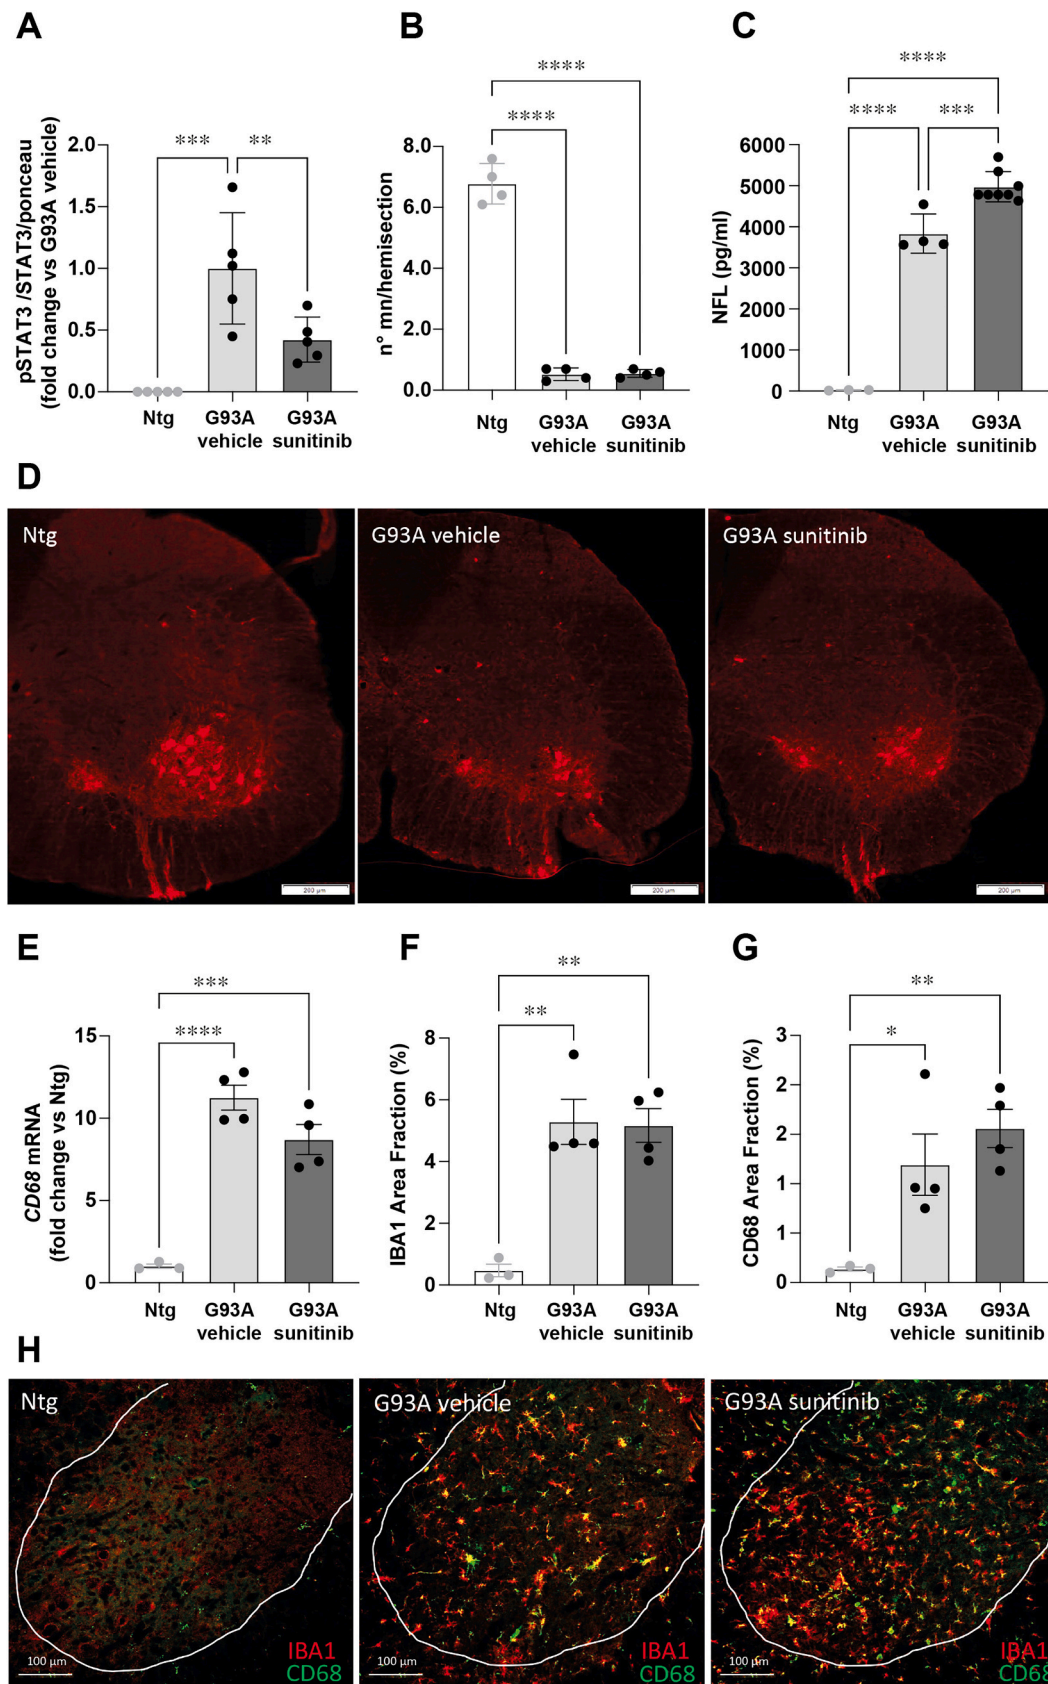 A
B
C
pSTAT3 /STAT3/ponceau
(fold change vs G93A vehicle)
2.0
1.5
1.0
0.5
0.0
***
**
Ntg
G93A
vehicle
G93A
sunitinib
n° mn/hemisection
8.0
6.0
4.0
2.0
0.0
****
****
Ntg
G93A
vehicle
G93A
sunitinib
NFL (pg/ml)
6000
5000
4000
3000
2000
1000
0
****
****
***
Ntg
G93A
vehicle
G93A
sunitinib
D
Ntg
200 µm
G93A vehicle
200 µm
G93A sunitinib
200 µm
E
F
G
CD68 mRNA
(fold change vs Ntg)
15
10
5
0
***
****
Ntg
G93A
vehicle
G93A
sunitinib
IBA1 Area Fraction (%)
8
6
4
2
0
**
**
Ntg
G93A
vehicle
G93A
sunitinib
CD68 Area Fraction (%)
3
2
2
1
1
0
**
*
Ntg
G93A
vehicle
G93A
sunitinib
H
Ntg
100 µm
IBA1
CD68
G93A vehicle
100 µm
IBA1
CD68
G93A sunitinib
100 µm
IBA1
CD68